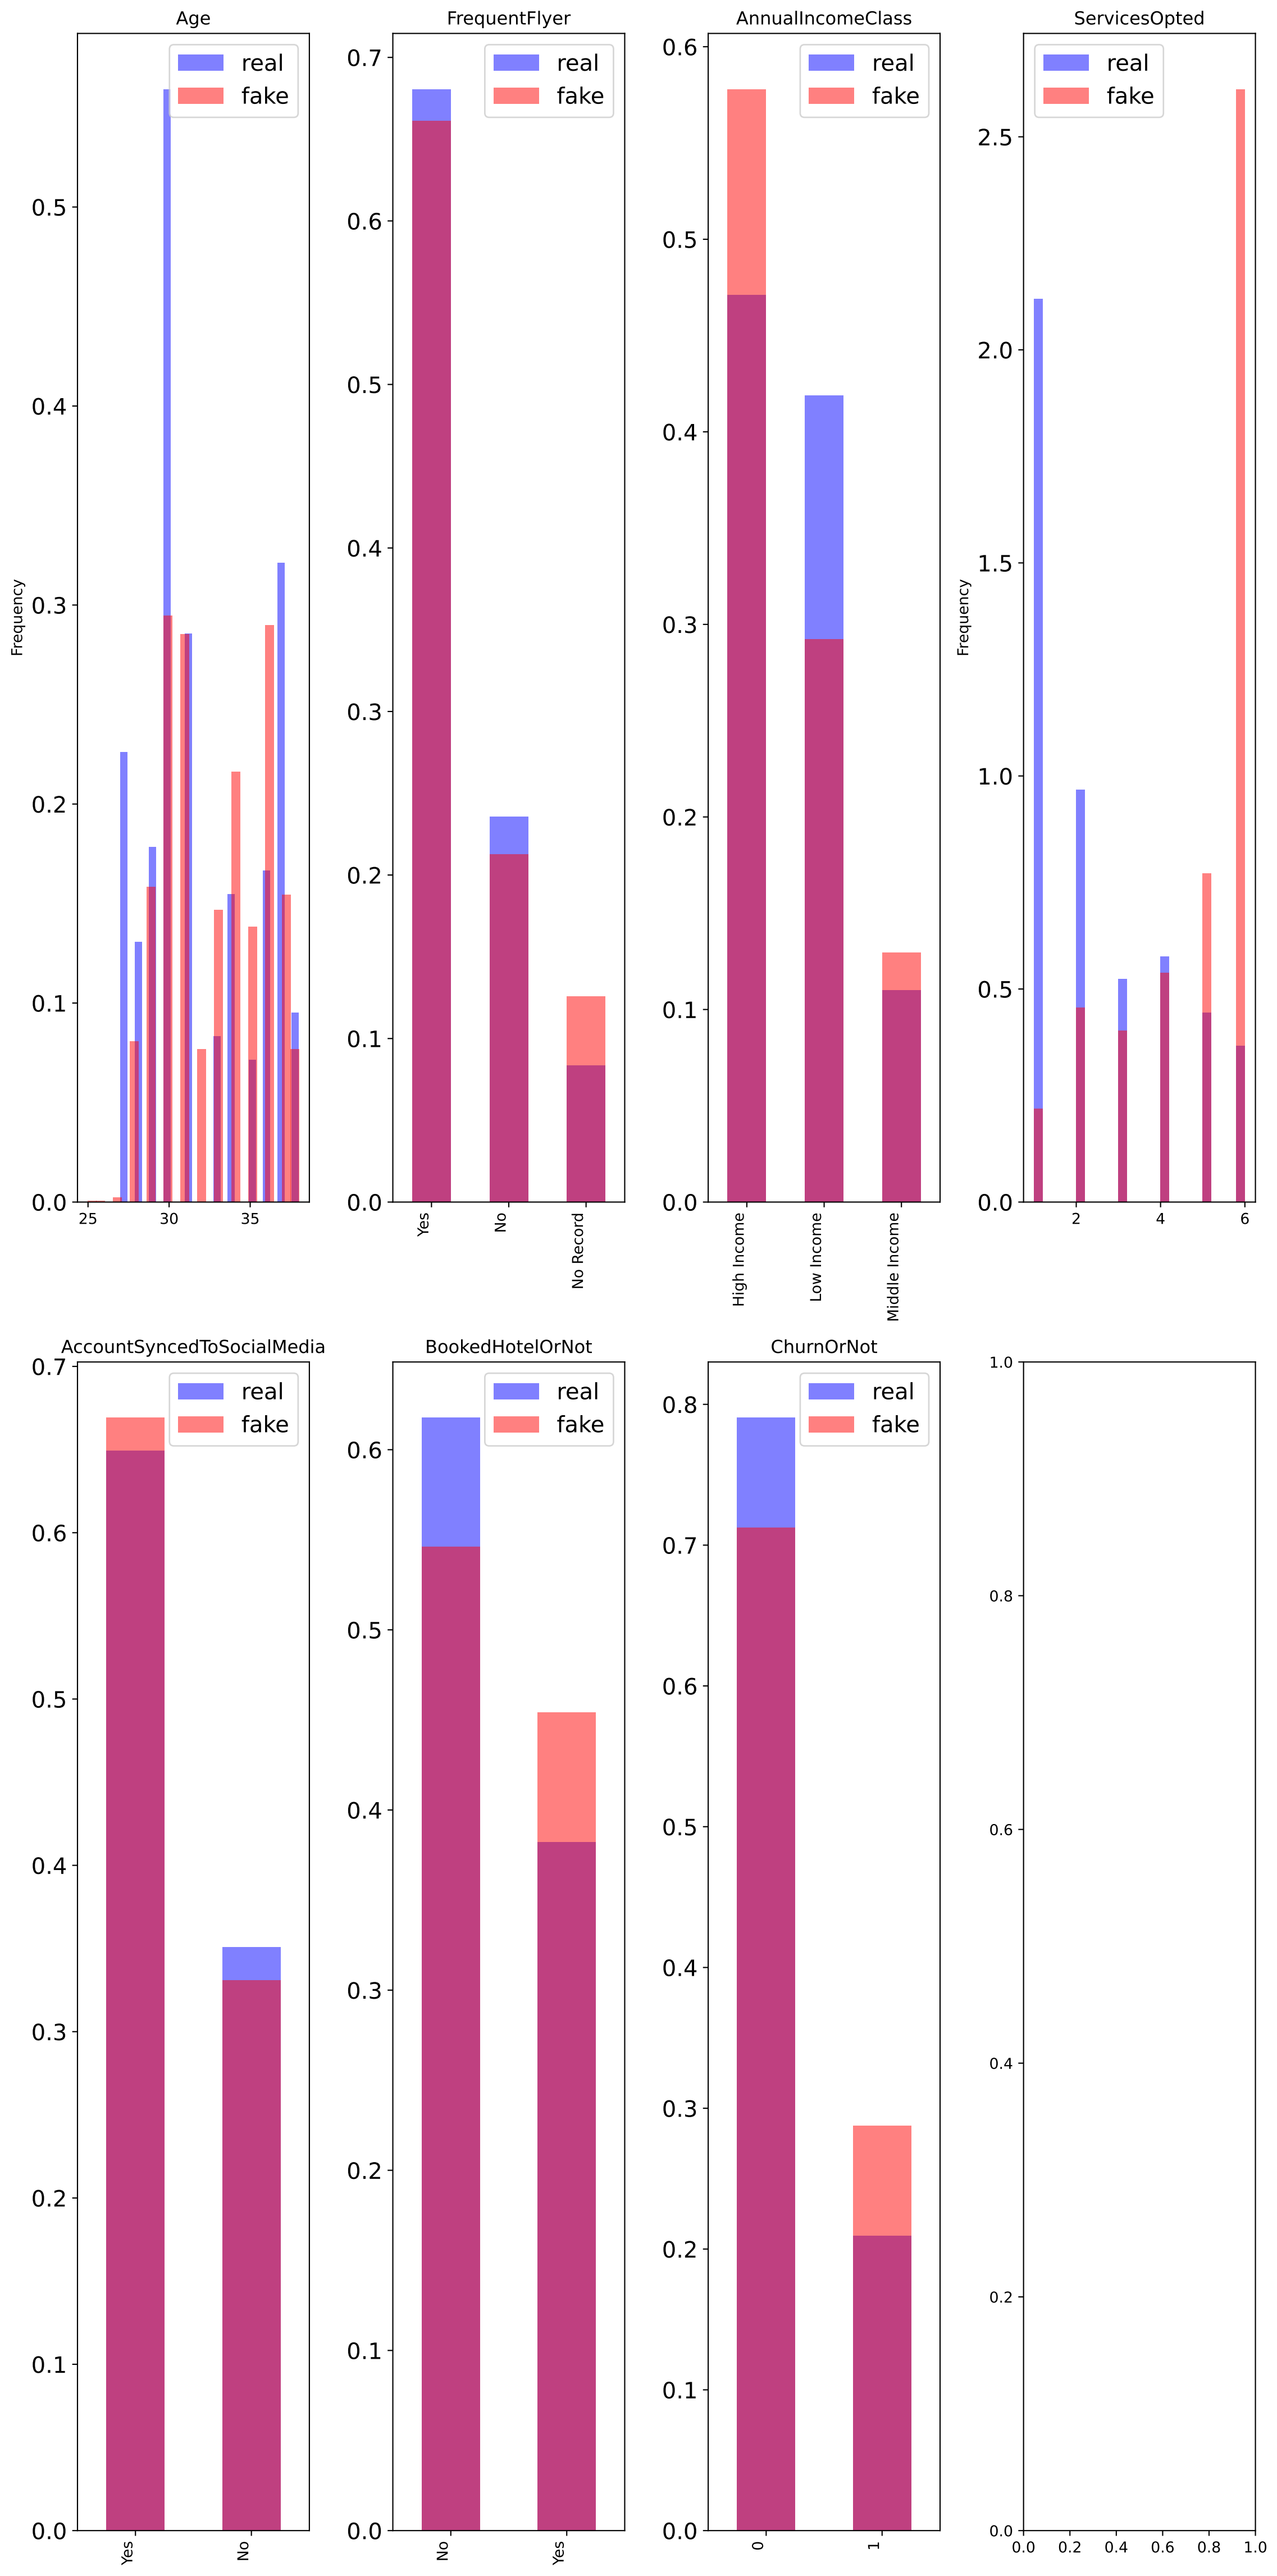 Age
real
fake
Frequency
0.5
0.4
0.3
0.2
0.1
0.0
25 30 35
FrequentFlyer
real
fake
0.7
0.6
0.5
0.4
0.3
0.2
0.1
0.0
Yes
No
No Record
AnnualIncomeClass
real
fake
0.6
0.5
0.4
0.3
0.2
0.1
0.0
High Income
Low Income
Middle Income
ServicesOpted
real
fake
Frequency
2.5
2.0
1.5
1.0
0.5
0.0
2 4 6
AccountSyncedToSocialMedia
real
fake
0.7
0.6
0.5
0.4
0.3
0.2
0.1
0.0
Yes
No
BookedHotelOrNot
real
fake
0.6
0.5
0.4
0.3
0.2
0.1
0.0
No
Yes
ChurnOrNot
real
fake
0.8
0.7
0.6
0.5
0.4
0.3
0.2
0.1
0.0
0
1
1.0
0.8
0.6
0.4
0.2
0.0
0.0 0.2 0.4 0.6 0.8 1.0